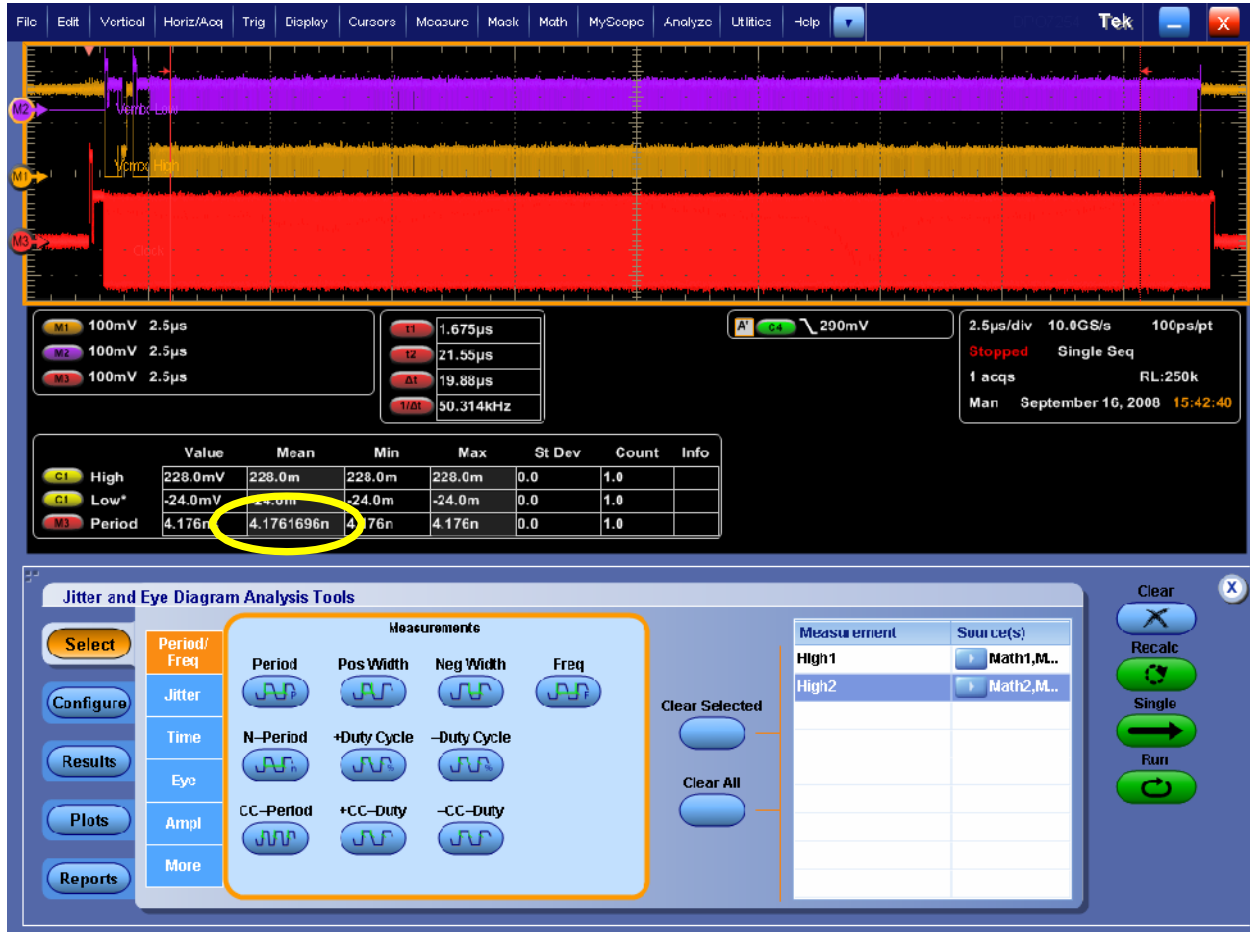 File Edit Vertical Horiz/Acq Trig Display Cursors Measure Mask Math MyScope Analyze Utilities Help Tek X
M2 Vcmtx Low
M1 Vcmtx High
M3 Clock
M1 100mV 2.5µs
M2 100mV 2.5µs
M3 100mV 2.5µs
t1 1.675µs
t2 21.55µs
Δt 19.88µs
1/Δt 50.314kHz
A' C4 290mV
2.5µs/div 10.0GS/s 100ps/pt
Stopped Single Seq
1 acqs RL:250k
Man September 16, 2008 15:42:40
Value Mean Min Max St Dev Count Info
C1 High 228.0mV 228.0m 228.0m 228.0m 0.0 1.0
C1 Low* -24.0mV -24.0m -24.0m -24.0m 0.0 1.0
M3 Period 4.176n 4.1761696n 4.176n 4.176n 0.0 1.0
Jitter and Eye Diagram Analysis Tools
X
Select
Configure
Results
Plots
Reports
Period/
Freq
Jitter
Time
Eye
Ampl
More
Measurements
Period Pos Width Neg Width Freq
N-Period +Duty Cycle -Duty Cycle
CC-Period +CC-Duty -CC-Duty
Clear Selected
Clear All
Measurement Source(s)
High1 Math1,M...
High2 Math2,M...
Clear
Recalc
Single
Run